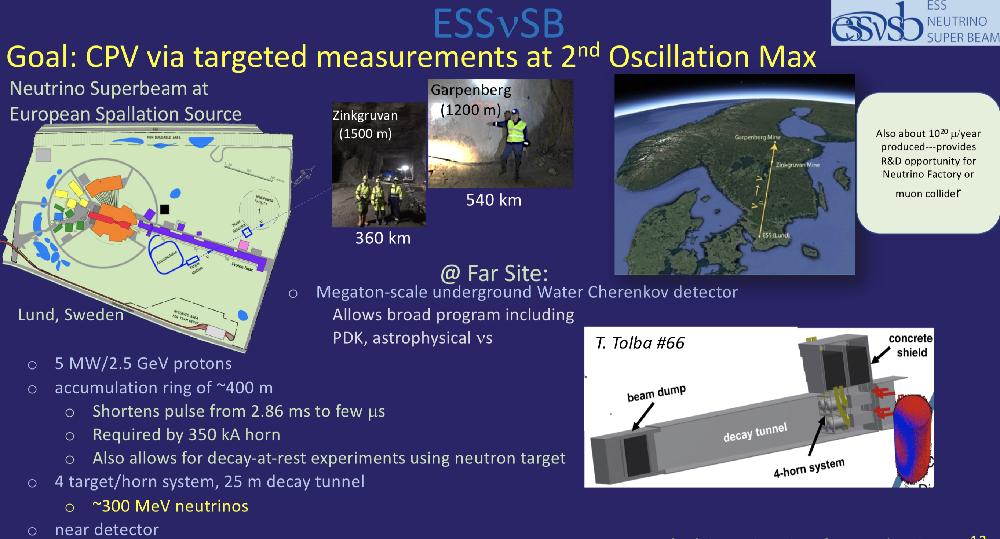 ESSνSB
essνsb
ESS
NEUTRINO
SUPER BEAM
Goal: CPV via targeted measurements at 2nd Oscillation Max
Neutrino Superbeam at
European Spallation Source
E22
NON BUILDABLE AREA
0 20 100 200 meter
WINDPOWER
FACILITY
Near
detector
ν
ν
Accumulator
Target
station
Proton linac
RESERVED AREA
FOR TRAM DEPOT
Lund, Sweden
Zinkgruvan
(1500 m)
360 km
Garpenberg
(1200 m)
540 km
Garpenberg Mine
Zinkgruvan Mine
νμ → νe
ESS (Lund)
Also about 10^20 μ/year
produced---provides
R&D opportunity for
Neutrino Factory or
muon collider
@ Far Site:
o Megaton-scale underground Water Cherenkov detector
Allows broad program including
PDK, astrophysical νs
o 5 MW/2.5 GeV protons
o accumulation ring of ~400 m
o Shortens pulse from 2.86 ms to few μs
o Required by 350 kA horn
o Also allows for decay-at-rest experiments using neutron target
o 4 target/horn system, 25 m decay tunnel
o ~300 MeV neutrinos
o near detector
T. Tolba #66
concrete
shield
beam dump
decay tunnel
4-horn system